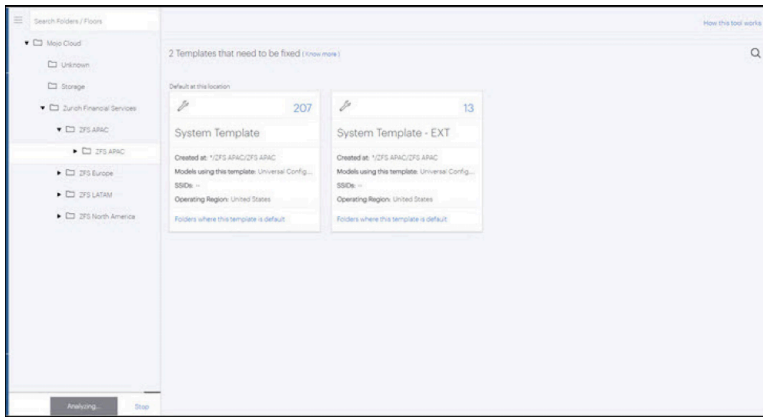 Search Folders / Floors
How this tool works
Mojo Cloud
Unknown
Storage
Zurich Financial Services
ZFS APAC
ZFS APAC
ZFS Europe
ZFS LATAM
ZFS North America
2 Templates that need to be fixed (Know more)
Default at this location
207
System Template
Created at: */ZFS APAC/ZFS APAC
Models using this template: Universal Config...
SSIDs: --
Operating Region: United States
Folders where this template is default
13
System Template - EXT
Created at: */ZFS APAC/ZFS APAC
Models using this template: Universal Config...
SSIDs: --
Operating Region: United States
Folders where this template is default
Analyzing...
Stop